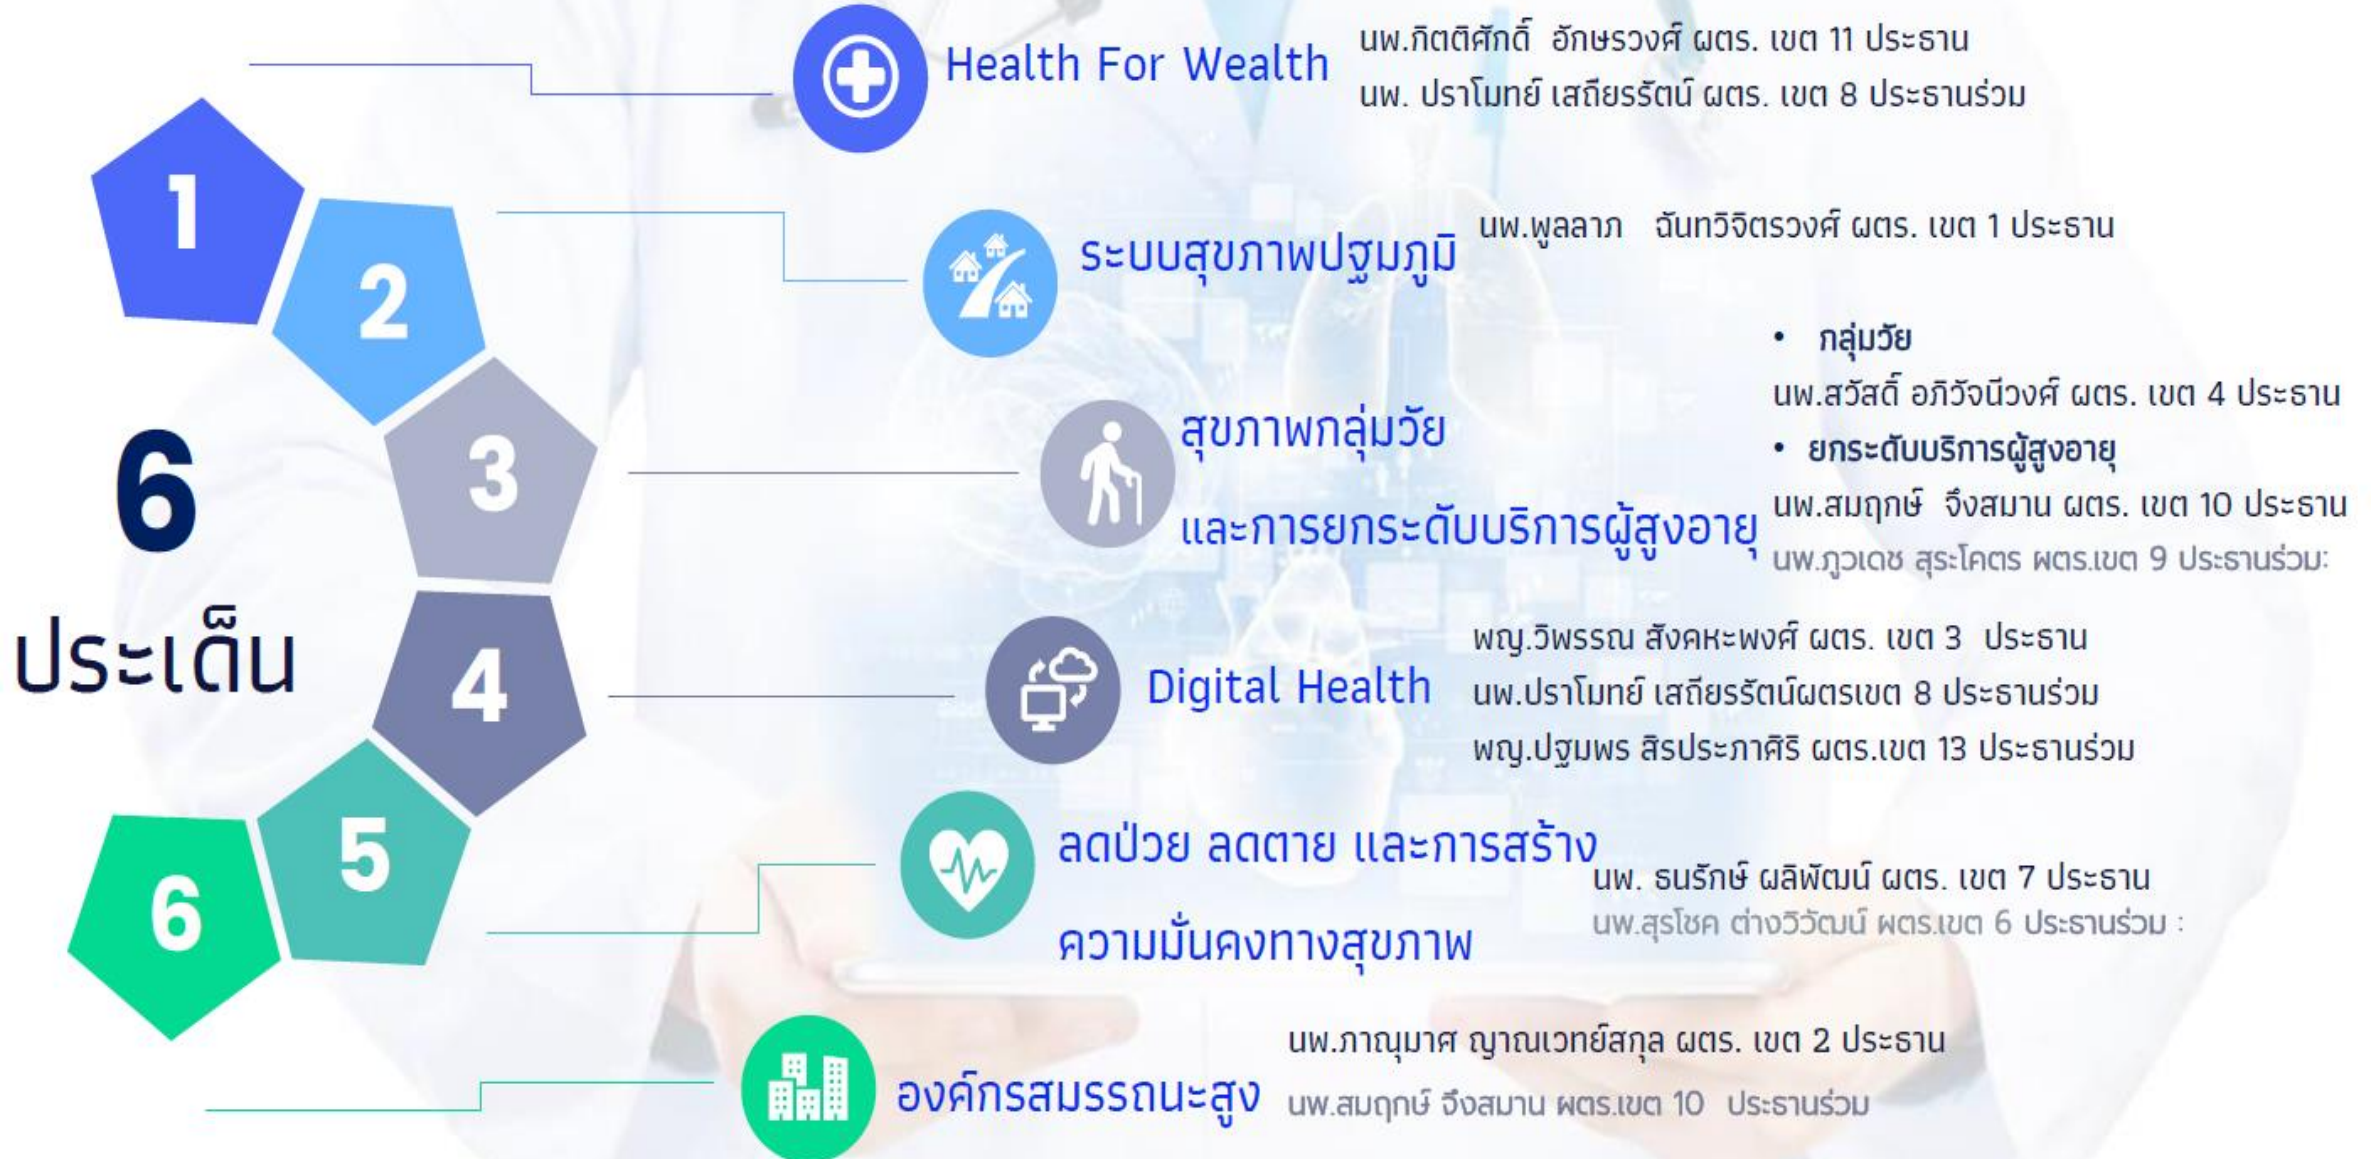 6
ประเด็น
1
Health For Wealth
นพ.กิตติศักดิ์ อักษรวงศ์ ผตร. เขต 11 ประธาน
นพ. ปราโมทย์ เสถียรรัตน์ ผตร. เขต 8 ประธานร่วม
2
ระบบสุขภาพปฐมภูมิ
นพ.พูลลาภ ฉันทวิจิตรวงศ์ ผตร. เขต 1 ประธาน
3
สุขภาพกลุ่มวัย
และการยกระดับบริการผู้สูงอายุ
• กลุ่มวัย
นพ.สวัสดิ์ อภิวัจนีวงศ์ ผตร. เขต 4 ประธาน
• ยกระดับบริการผู้สูงอายุ
นพ.สมฤกษ์ จึงสมาน ผตร. เขต 10 ประธาน
นพ.ภูวเดช สุระโคตร ผตร.เขต 9 ประธานร่วม:
4
Digital Health
พญ.วิพรรณ สังคหะพงศ์ ผตร. เขต 3 ประธาน
นพ.ปราโมทย์ เสถียรรัตน์ผตรเขต 8 ประธานร่วม
พญ.ปฐมพร สิรประภาศิริ ผตร.เขต 13 ประธานร่วม
5
ลดป่วย ลดตาย และการสร้าง
ความมั่นคงทางสุขภาพ
นพ. ธนรักษ์ ผลิพัฒน์ ผตร. เขต 7 ประธาน
นพ.สุรโชค ต่างวิวัฒน์ ผตร.เขต 6 ประธานร่วม :
6
องค์กรสมรรถนะสูง
นพ.ภาณุมาศ ญาณเวทย์สกุล ผตร. เขต 2 ประธาน
นพ.สมฤกษ์ จึงสมาน ผตร.เขต 10 ประธานร่วม